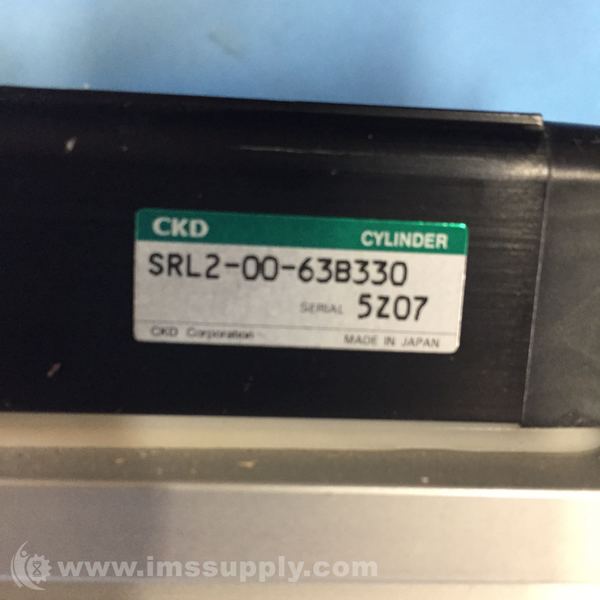 CKD
CYLINDER
SRL2-00-63B330
SERIAL 5Z07
CKD Corporation MADE IN JAPAN
www.imssupply.com